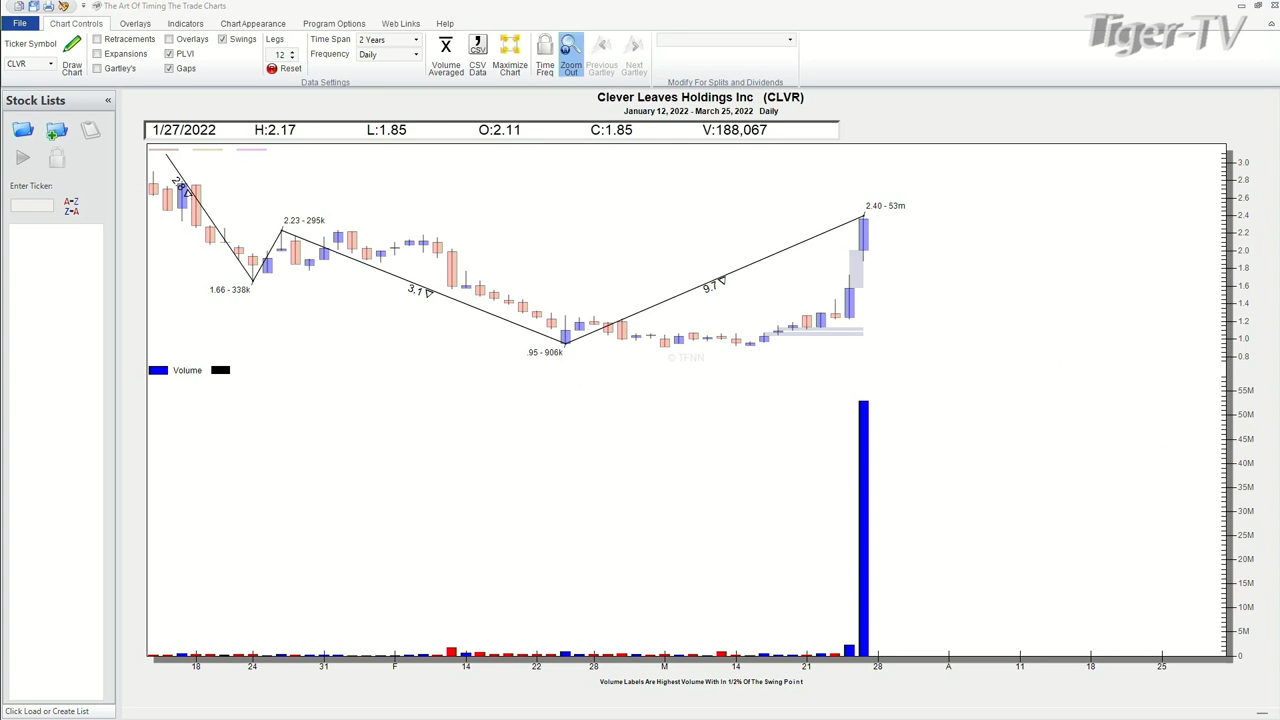 The Art Of Timing The Trade Charts
Tiger-TV
File Chart Controls Overlays Indicators Chart Appearance Program Options Web Links Help
Ticker Symbol
CLVR
Draw Chart
Retracements Overlays Swings
Expansions PLVI
Gartley's Gaps
Legs
12
Reset
Time Span 2 Years
Frequency Daily
Data Settings
Volume Averaged
CSV Data
Maximize Chart
Time Freq
Zoom Out
Previous Gartley
Next Gartley
Modify For Splits and Dividends
Stock Lists «
Enter Ticker:
A-Z
Z-A
Click Load or Create List
Clever Leaves Holdings Inc (CLVR)
January 12, 2022 - March 25, 2022 Daily
1/27/2022 H:2.17 L:1.85 O:2.11 C:1.85 V:188,067
2.23 - 295k
1.66 - 338k
3.1
.95 - 906k
9.7
2.40 - 53m
© TFNN
3.0
2.8
2.6
2.4
2.2
2.0
1.8
1.6
1.4
1.2
1.0
0.8
Volume
55M
50M
45M
40M
35M
30M
25M
20M
15M
10M
5M
0
18 24 31 F 14 22 28 M 14 21 28 A 11 18 25
Volume Labels Are Highest Volume With In 1/2% Of The Swing Point